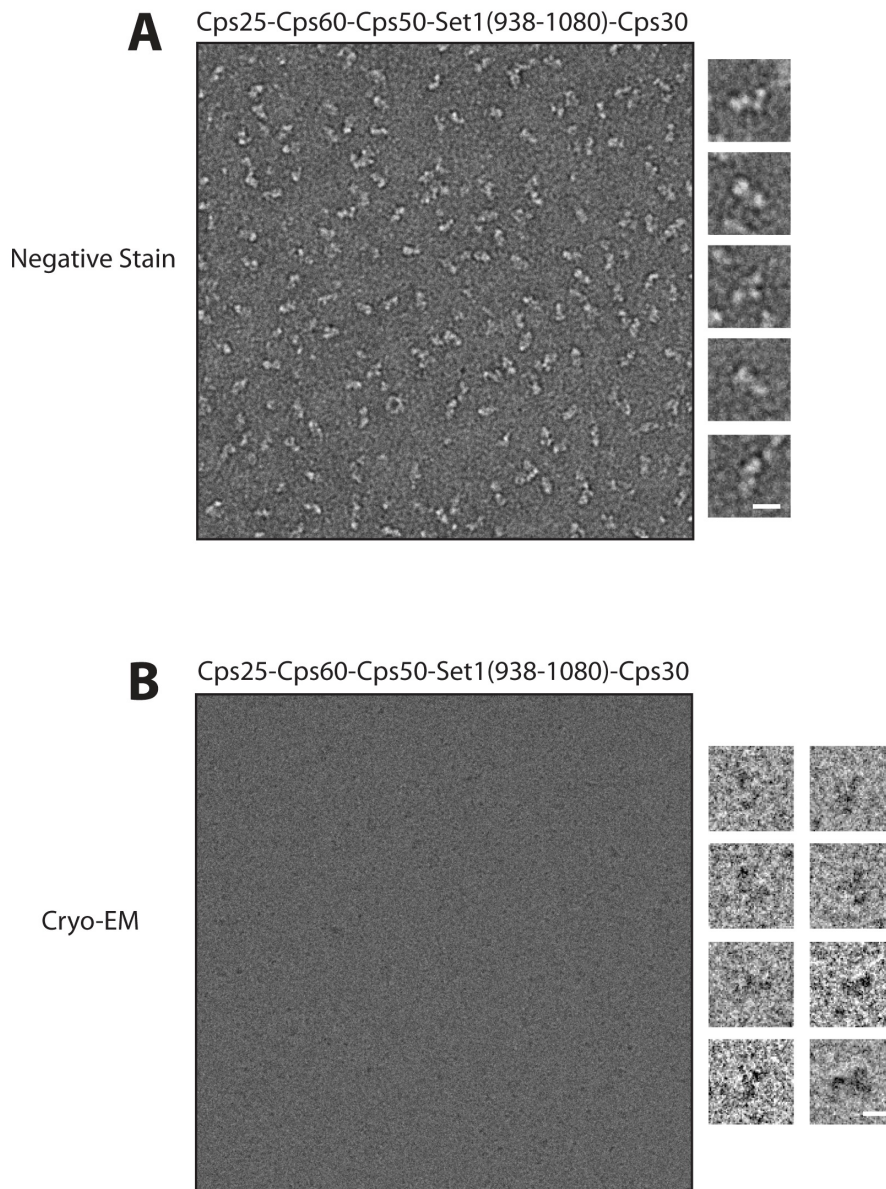 A
Cps25-Cps60-Cps50-Set1(938-1080)-Cps30
Negative Stain
B
Cps25-Cps60-Cps50-Set1(938-1080)-Cps30
Cryo-EM